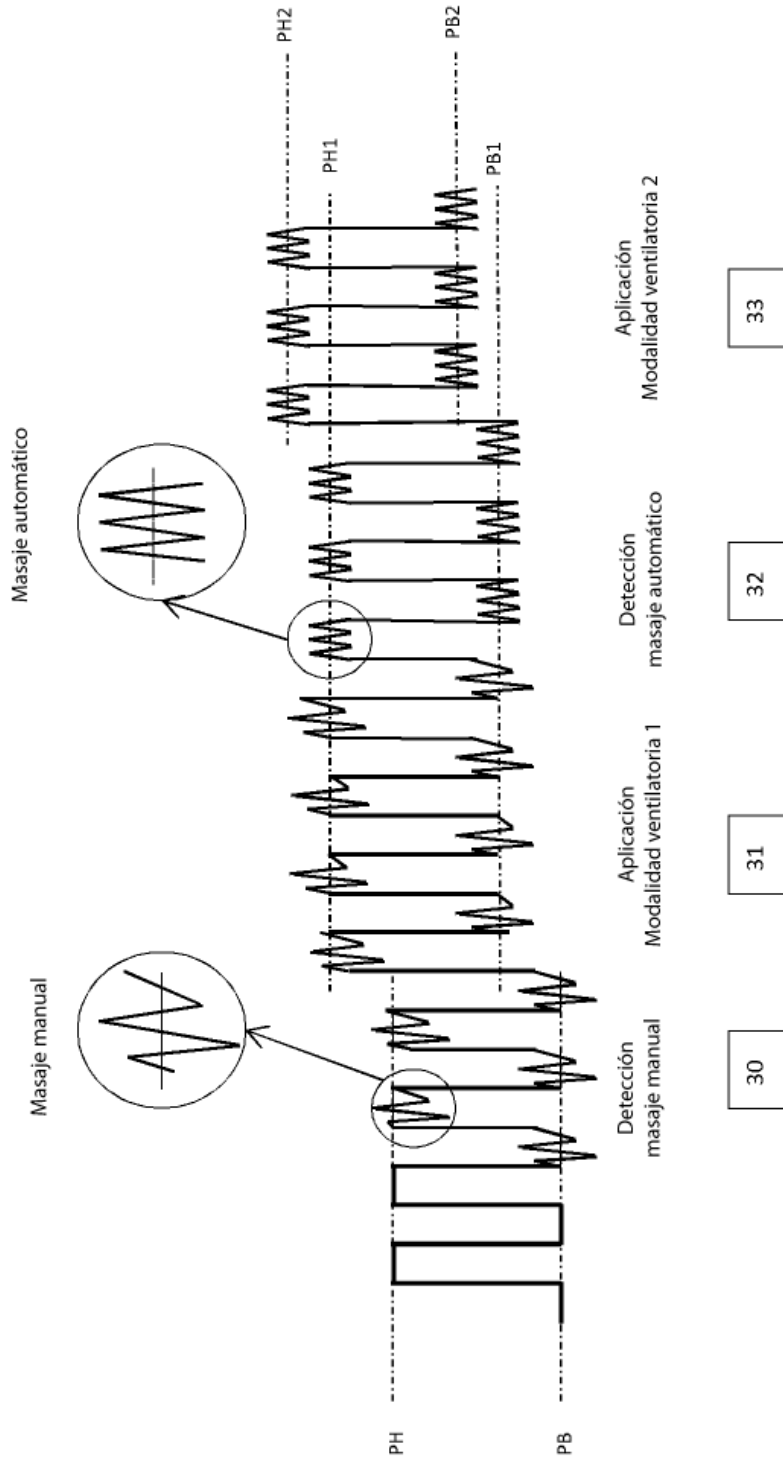 Masaje manual
Masaje automático
PH2
PH1
PB2
PB1
PH
PB
Detección
masaje manual
Aplicación
Modalidad ventilatoria 1
Detección
masaje automático
Aplicación
Modalidad ventilatoria 2
30
31
32
33